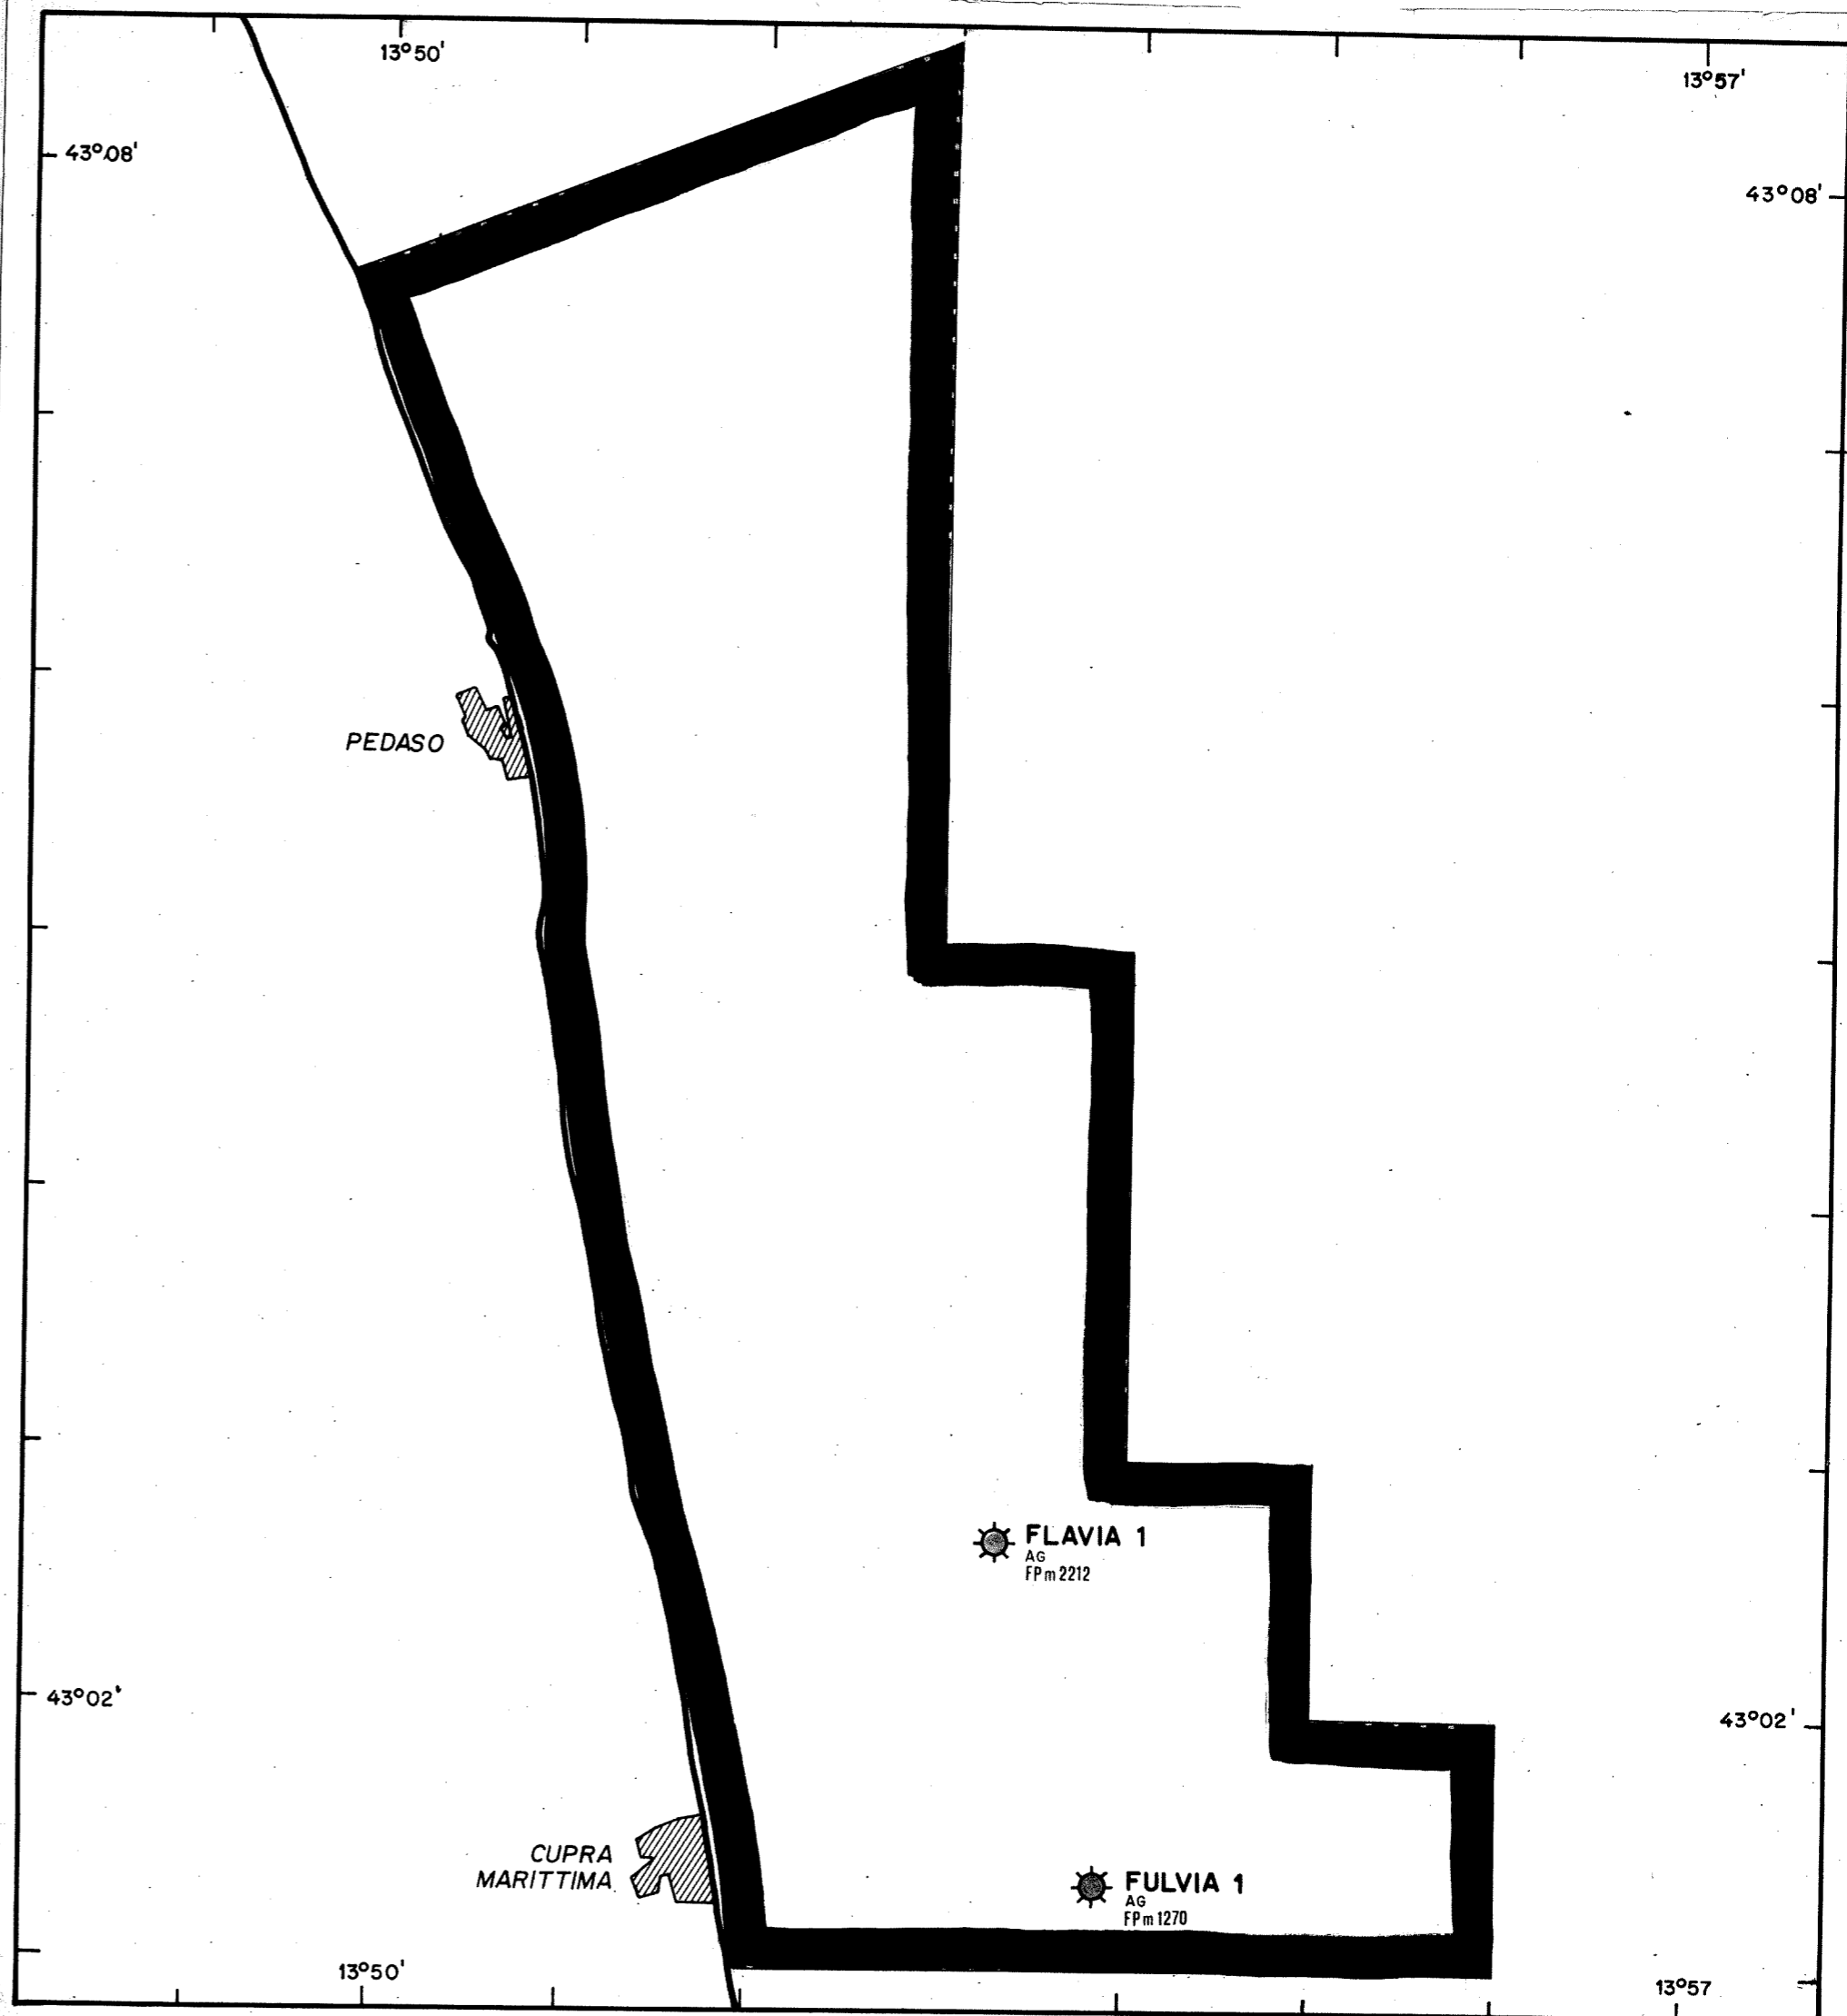 13°50'
13°57'
43°08'
43°08'
PEDASO
FLAVIA 1
AG
FPm 2212
43°02'
43°02'
CUPRA
MARITTIMA
FULVIA 1
AG
FPm 1270
13°50'
13°57